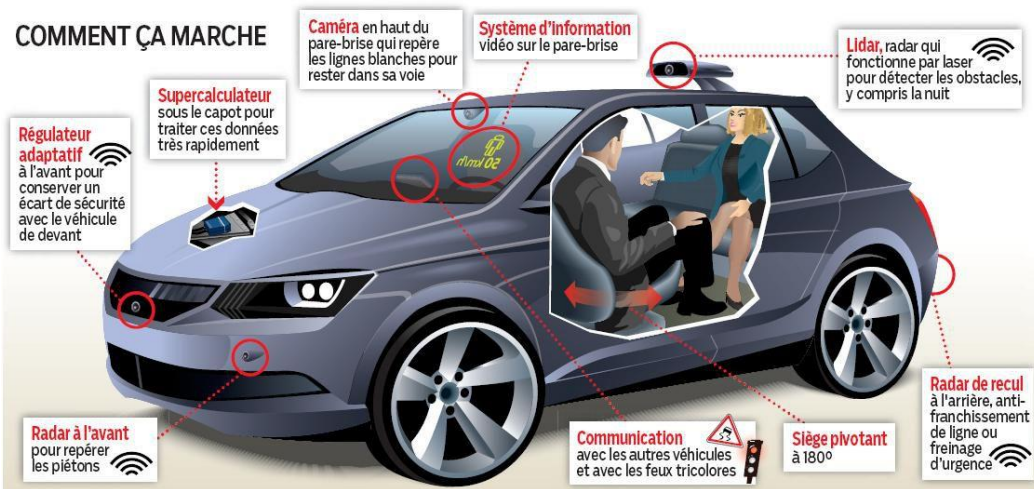 COMMENT ÇA MARCHE
Caméra en haut du
pare-brise qui repère
les lignes blanches pour
rester dans sa voie
Système d'information
vidéo sur le pare-brise
Lidar, radar qui
fonctionne par laser
pour détecter les obstacles,
y compris la nuit
Supercalculateur
sous le capot pour
traiter ces données
très rapidement
Régulateur
adaptatif
à l'avant pour
conserver un
écart de sécurité
avec le véhicule
de devant
50 km/h
Radar à l'avant
pour repérer
les piétons
Communication
avec les autres véhicules
et avec les feux tricolores
Siège pivotant
à 180º
Radar de recul
à l'arrière, anti-
franchissement
de ligne ou
freinage
d'urgence